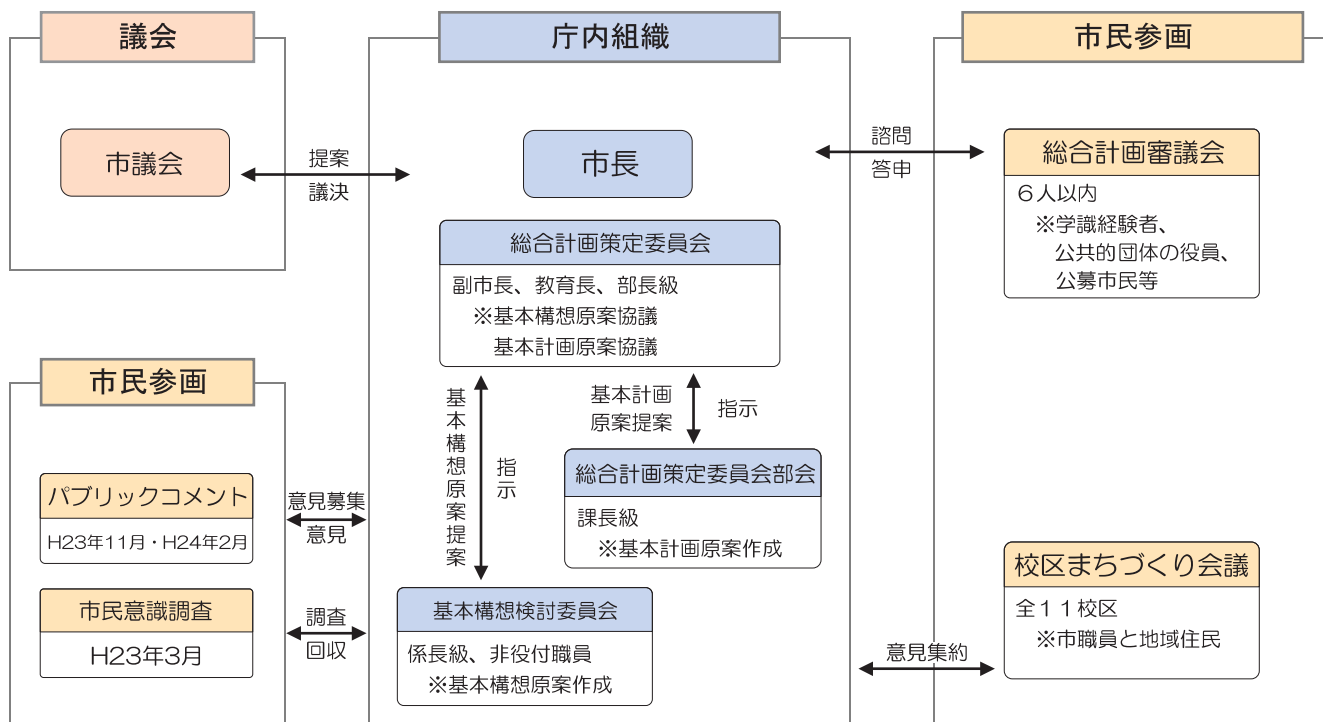 議会
市議会
提案
議決
庁内組織
市長
総合計画策定委員会
副市長、教育長、部長級
※基本構想原案協議
基本計画原案協議
基本構想原案提案
指示
基本計画
原案提案
指示
総合計画策定委員会部会
課長級
※基本計画原案作成
基本構想検討委員会
係長級、非役付職員
※基本構想原案作成
市民参画
諮問
答申
総合計画審議会
6人以内
※学識経験者、
公共的団体の役員、
公募市民等
校区まちづくり会議
全11校区
※市職員と地域住民
意見集約
市民参画
パブリックコメント
H23年11月・H24年2月
意見募集
意見
市民意識調査
H23年3月
調査
回収